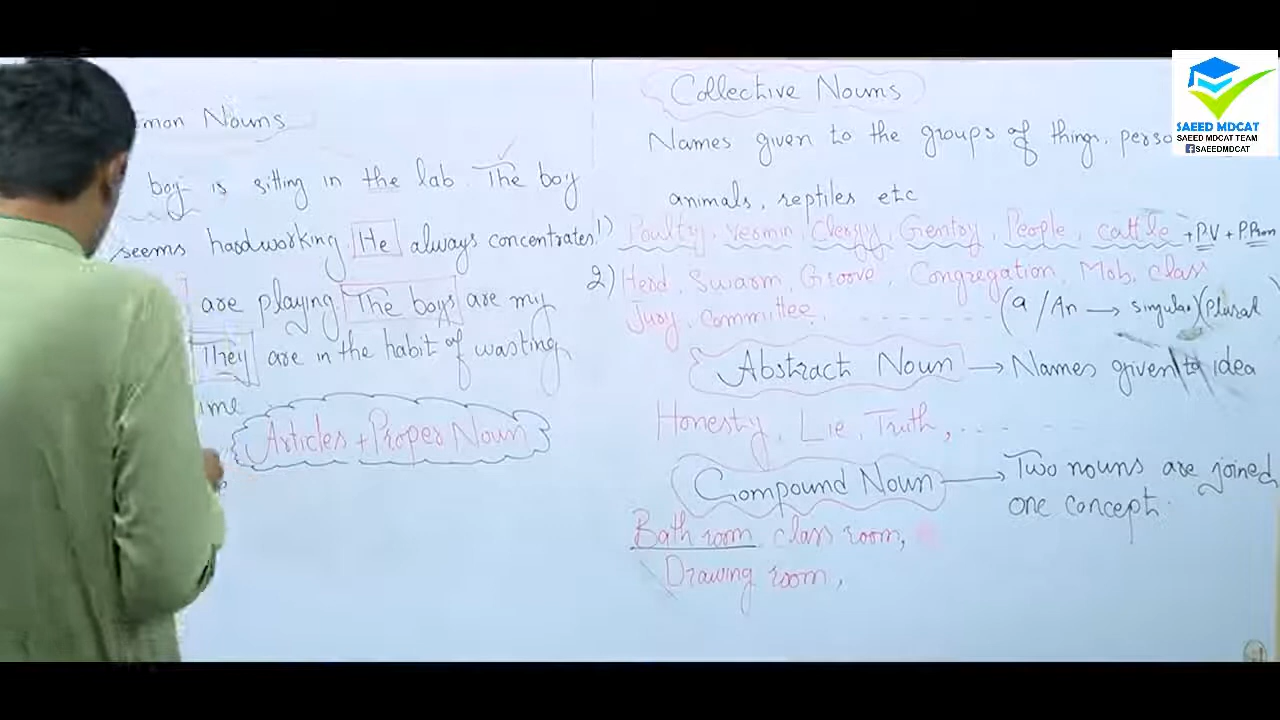 mon Nouns
boy is sitting in the lab. The boy
seems hardworking. He always concentrates.
are playing. The boys are my
They are in the habit of wasting
ime
Articles + Proper Noun
Collective Nouns
Names given to the groups of things, perso
animals, reptiles etc
1) Poultry, Yeomin, Clergy, Gentry, People, cattle + P.V + P.Pron
2) Herd, Swarm, Groove, Congregation, Mob, class
Jury, committee, (a / An → singular) (Plural
Abstract Noun → Names given to idea
Honesty, Lie, Truth, ...
Compound Noun → Two nouns are joined
one concept.
Bath room class room,
Drawing room,
SAEED MDCAT
SAEED MDCAT TEAM
SAEEDMDCAT